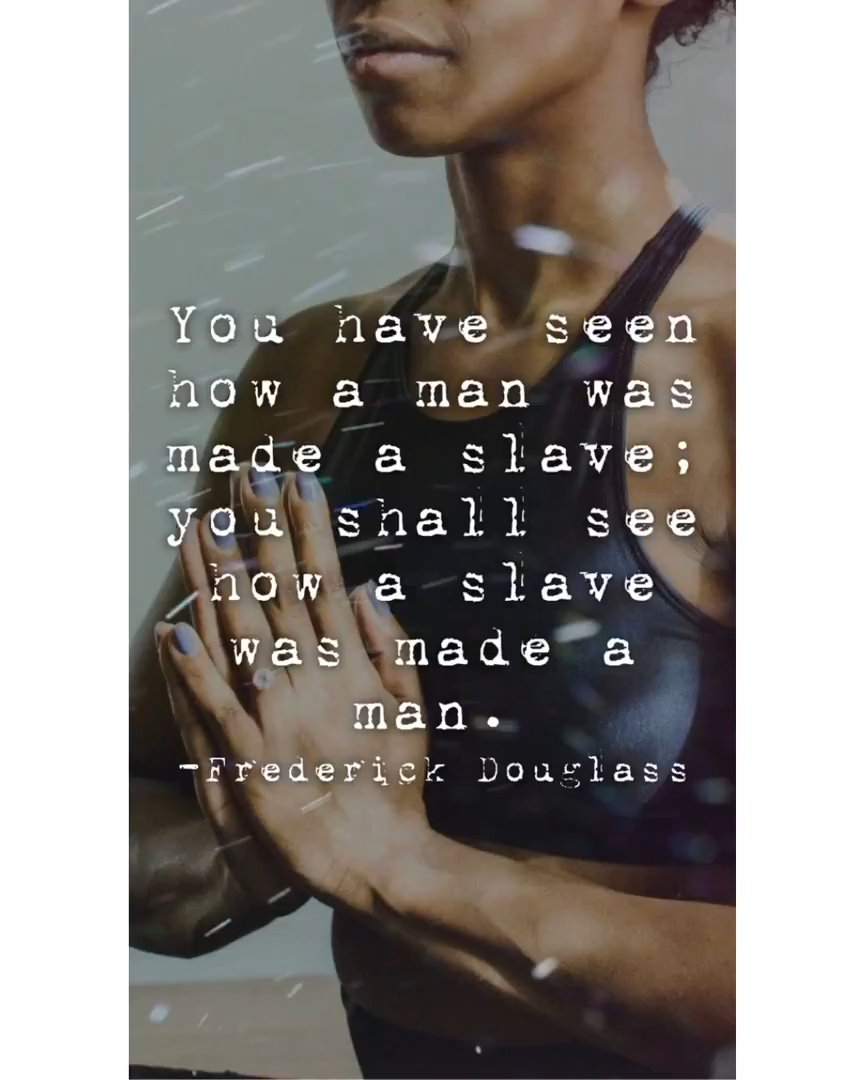 You have seen
how a man was
made a slave;
you shall see
how a slave
was made a
man.
-Frederick Douglass